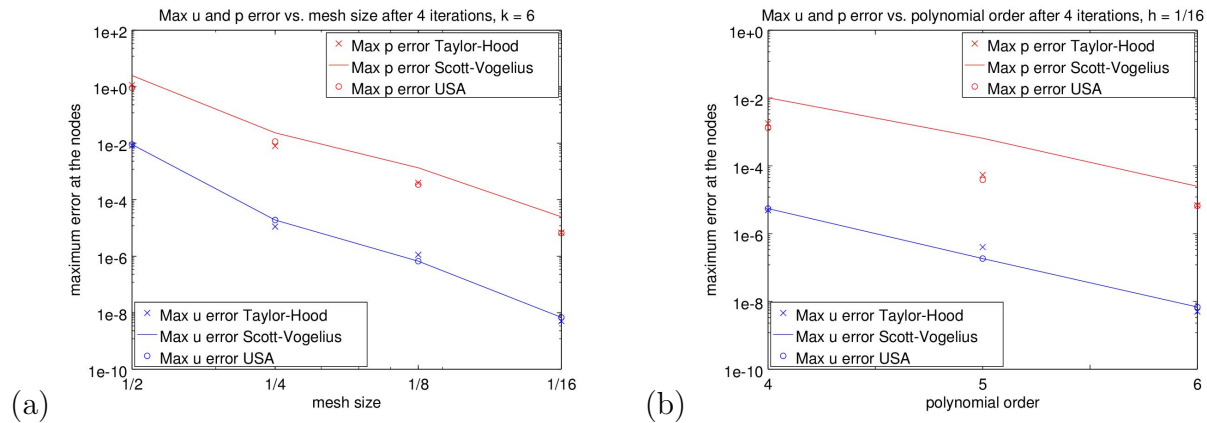 Max u and p error vs. mesh size after 4 iterations, k = 6
1e+2
1e+0
1e-2
1e-4
1e-6
1e-8
1e-10
maximum error at the nodes
Max p error Taylor-Hood
Max p error Scott-Vogelius
Max p error USA
Max u error Taylor-Hood
Max u error Scott-Vogelius
Max u error USA
1/2
1/4
1/8
1/16
mesh size
(a)
Max u and p error vs. polynomial order after 4 iterations, h = 1/16
1e+0
1e-2
1e-4
1e-6
1e-8
1e-10
maximum error at the nodes
Max p error Taylor-Hood
Max p error Scott-Vogelius
Max p error USA
Max u error Taylor-Hood
Max u error Scott-Vogelius
Max u error USA
4
5
6
polynomial order
(b)